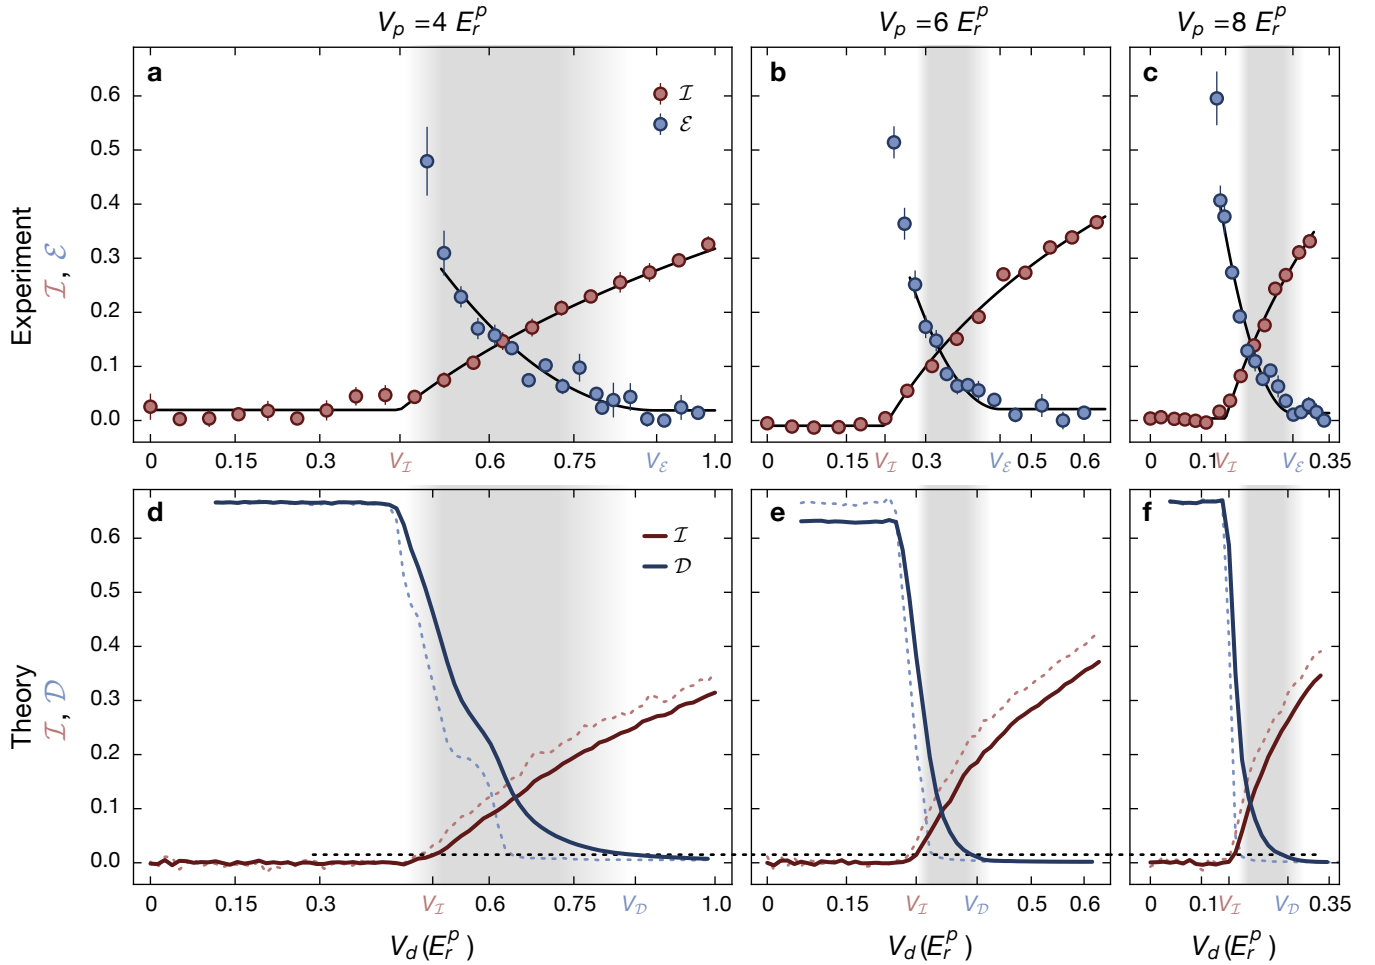 V_p = 4 E_r^p
V_p = 6 E_r^p
V_p = 8 E_r^p
a
b
c
ℐ
ℰ
0.6
0.5
0.4
0.3
0.2
0.1
0.0
Experiment
ℐ, ℰ
0 0.15 0.3 V_ℐ 0.6 0.75 V_ℰ 1.0
0 0.15 V_ℐ 0.3 V_ℰ 0.5 0.6
0 0.1 V_ℐ V_ℰ 0.35
d
e
f
ℐ
𝒟
0.6
0.5
0.4
0.3
0.2
0.1
0.0
Theory
ℐ, 𝒟
0 0.15 0.3 V_ℐ 0.6 0.75 V_𝒟 1.0
0 0.15 V_ℐ V_𝒟 0.5 0.6
0 0.1 V_ℐ V_𝒟 0.35
V_d (E_r^p)
V_d (E_r^p)
V_d (E_r^p)